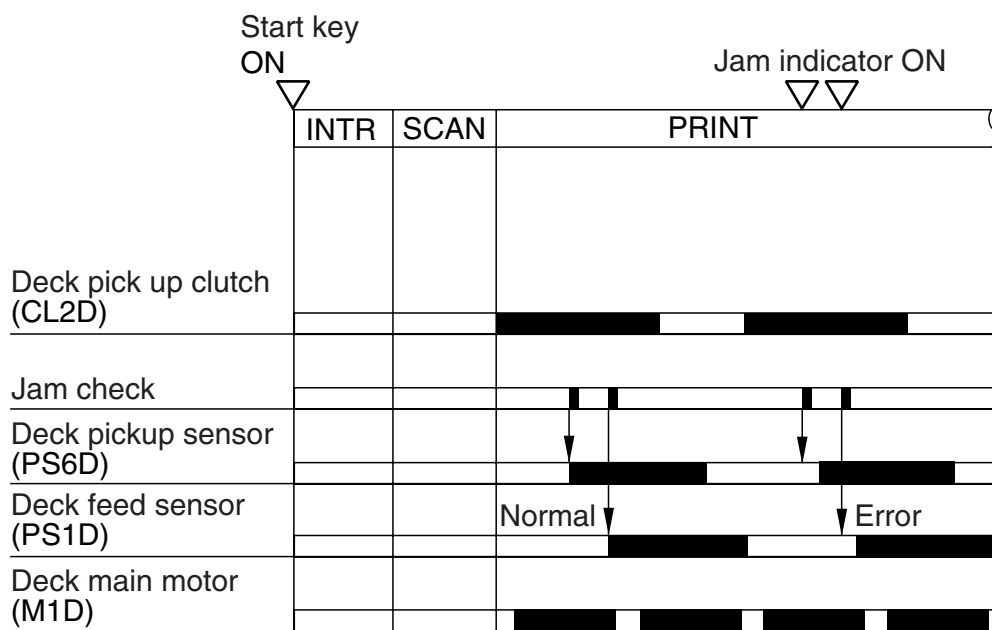 Start key
ON
Jam indicator ON
INTR
SCAN
PRINT
Deck pick up clutch
(CL2D)
Jam check
Deck pickup sensor
(PS6D)
Deck feed sensor
(PS1D)
Normal
Error
Deck main motor
(M1D)